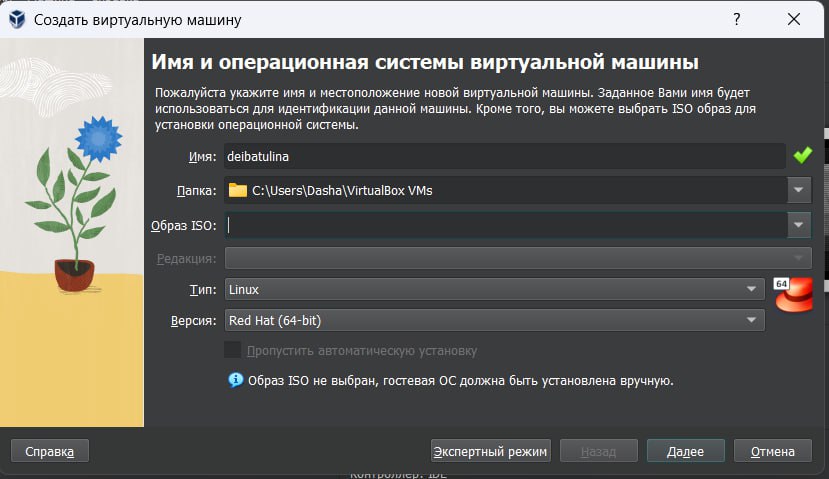 Создать виртуальную машину
?
Имя и операционная системы виртуальной машины
Пожалуйста укажите имя и местоположение новой виртуальной машины. Заданное Вами имя будет
использоваться для идентификации данной машины. Кроме того, вы можете выбрать ISO образ для
установки операционной системы.
Имя: deibatulina
Папка: C:\Users\Dasha\VirtualBox VMs
Образ ISO:
Редакция:
Тип: Linux
64
Версия: Red Hat (64-bit)
Пропустить автоматическую установку
Образ ISO не выбран, гостевая ОС должна быть установлена вручную.
Справка Экспертный режим Назад Далее Отмена
Контроллер: IDE